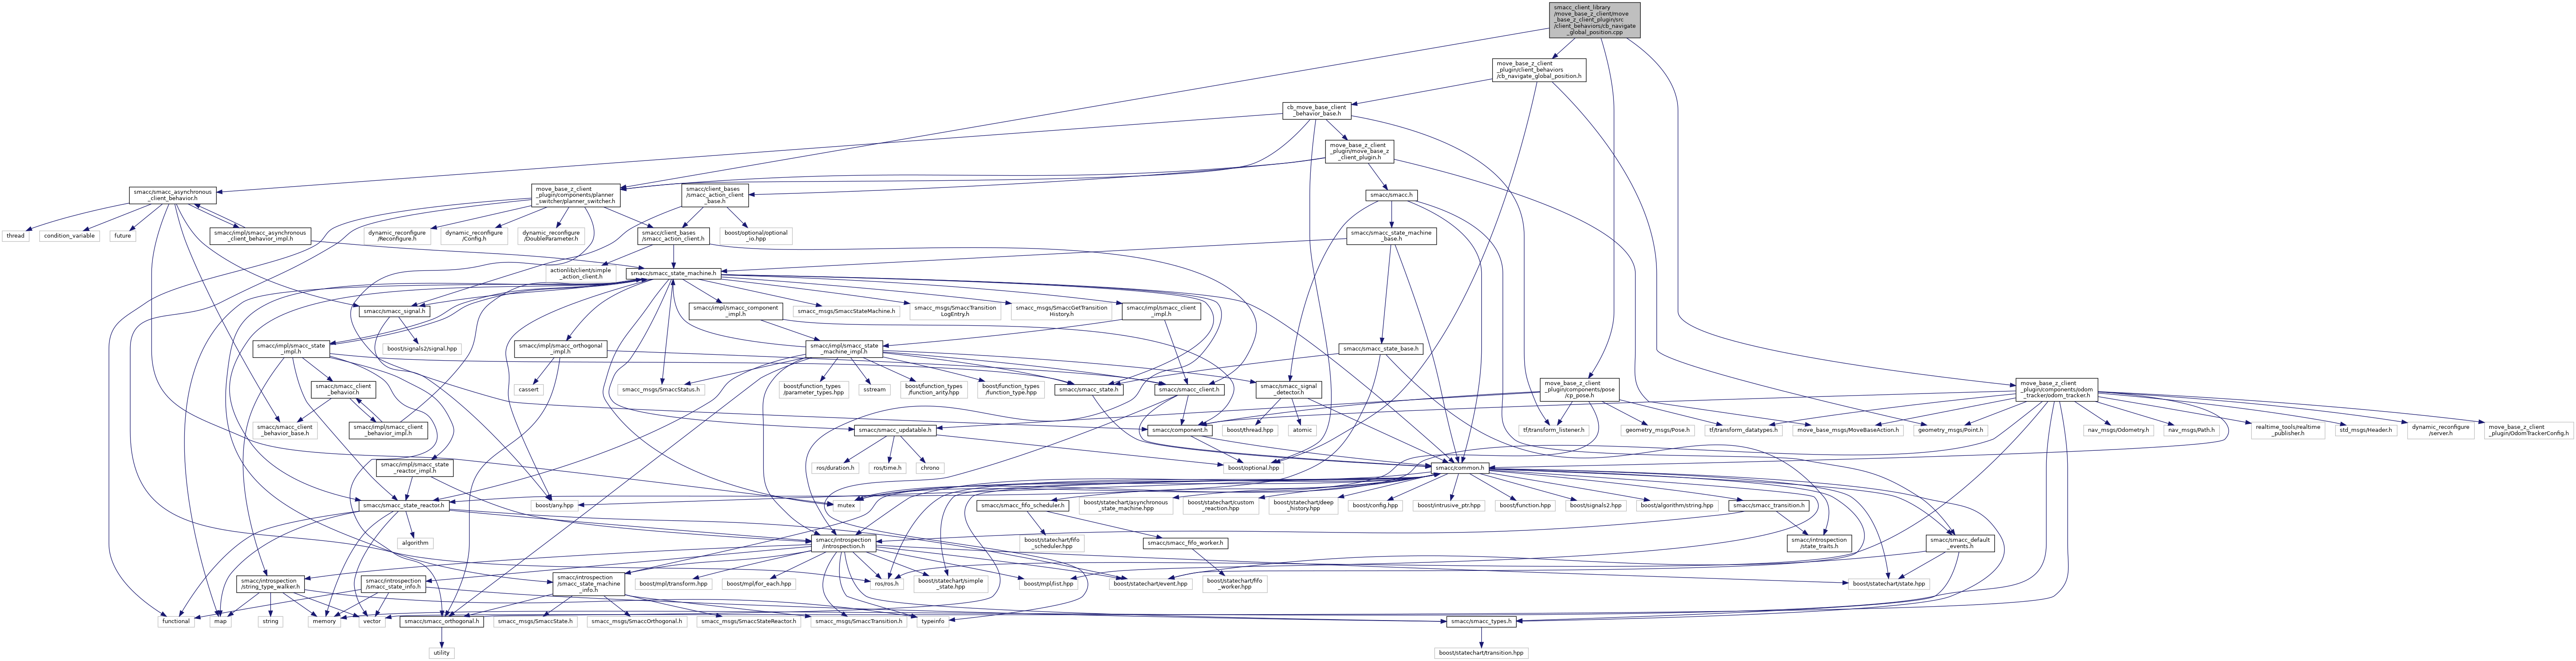 smacc_client_library
/move_base_z_client/move
_base_z_client_plugin/src
/client_behaviors/cb_navigate
_global_position.cpp
move_base_z_client
_plugin/client_behaviors
/cb_navigate_global_position.h
cb_move_base_client
_behavior_base.h
move_base_z_client
_plugin/move_base_z
_client_plugin.h
smacc/smacc_asynchronous
_client_behavior.h
move_base_z_client
_plugin/components/planner
_switcher/planner_switcher.h
smacc/client_bases
/smacc_action_client
_base.h
smacc/smacc.h
thread
condition_variable
future
smacc/impl/smacc_asynchronous
_client_behavior_impl.h
dynamic_reconfigure
/Reconfigure.h
dynamic_reconfigure
/Config.h
dynamic_reconfigure
/DoubleParameter.h
smacc/client_bases
/smacc_action_client.h
boost/optional/optional
_io.hpp
smacc/smacc_state_machine
_base.h
actionlib/client/simple
_action_client.h
smacc/smacc_state_machine.h
smacc/smacc_signal.h
smacc/impl/smacc_component
_impl.h
smacc_msgs/SmaccStateMachine.h
smacc_msgs/SmaccTransition
LogEntry.h
smacc_msgs/SmaccGetTransition
History.h
smacc/impl/smacc_client
_impl.h
smacc/impl/smacc_state
_impl.h
boost/signals2/signal.hpp
smacc/impl/smacc_orthogonal
_impl.h
smacc/impl/smacc_state
_machine_impl.h
smacc/smacc_state_base.h
smacc/smacc_client
_behavior.h
cassert
smacc_msgs/SmaccStatus.h
boost/function_types
/parameter_types.hpp
sstream
boost/function_types
/function_arity.hpp
boost/function_types
/function_type.hpp
smacc/smacc_state.h
smacc/smacc_client.h
smacc/smacc_signal
_detector.h
move_base_z_client
_plugin/components/pose
/cp_pose.h
move_base_z_client
_plugin/components/odom
_tracker/odom_tracker.h
smacc/smacc_client
_behavior_base.h
smacc/impl/smacc_client
_behavior_impl.h
smacc/smacc_updatable.h
smacc/component.h
boost/thread.hpp
atomic
tf/transform_listener.h
geometry_msgs/Pose.h
tf/transform_datatypes.h
move_base_msgs/MoveBaseAction.h
geometry_msgs/Point.h
nav_msgs/Odometry.h
nav_msgs/Path.h
realtime_tools/realtime
_publisher.h
std_msgs/Header.h
dynamic_reconfigure
/server.h
move_base_z_client
_plugin/OdomTrackerConfig.h
smacc/impl/smacc_state
_reactor_impl.h
ros/duration.h
ros/time.h
chrono
boost/optional.hpp
smacc/common.h
smacc/smacc_state_reactor.h
boost/any.hpp
mutex
smacc/smacc_fifo_scheduler.h
boost/statechart/asynchronous
_state_machine.hpp
boost/statechart/custom
_reaction.hpp
boost/statechart/deep
_history.hpp
boost/config.hpp
boost/intrusive_ptr.hpp
boost/function.hpp
boost/signals2.hpp
boost/algorithm/string.hpp
smacc/smacc_transition.h
algorithm
smacc/introspection
/introspection.h
boost/statechart/fifo
_scheduler.hpp
smacc/smacc_fifo_worker.h
smacc/introspection
/state_traits.h
smacc/smacc_default
_events.h
smacc/introspection
/string_type_walker.h
smacc/introspection
/smacc_state_info.h
smacc/introspection
/smacc_state_machine
_info.h
boost/mpl/transform.hpp
boost/mpl/for_each.hpp
ros/ros.h
boost/statechart/simple
_state.hpp
boost/mpl/list.hpp
boost/statechart/event.hpp
boost/statechart/fifo
_worker.hpp
boost/statechart/state.hpp
functional
map
string
memory
vector
smacc/smacc_orthogonal.h
smacc_msgs/SmaccState.h
smacc_msgs/SmaccOrthogonal.h
smacc_msgs/SmaccStateReactor.h
smacc_msgs/SmaccTransition.h
typeinfo
smacc/smacc_types.h
utility
boost/statechart/transition.hpp